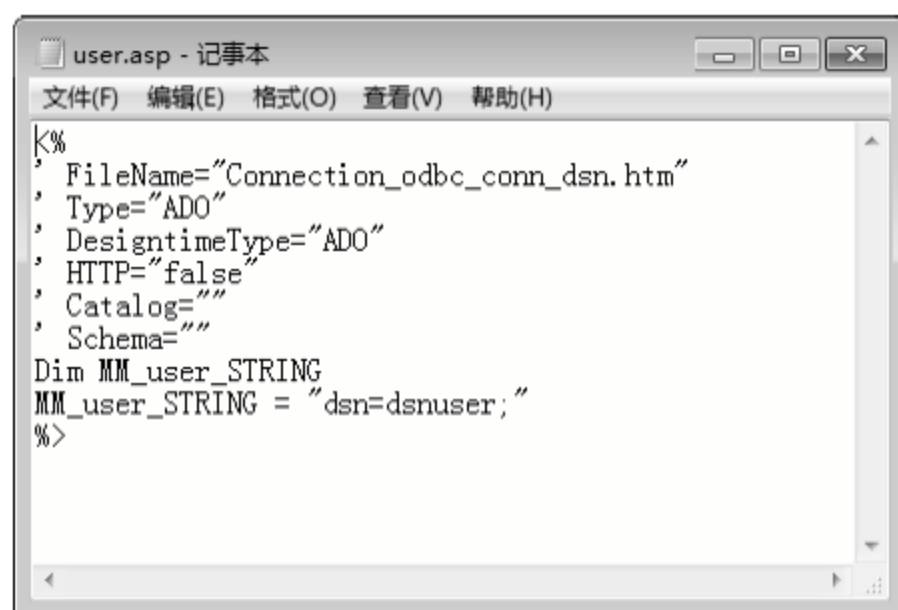 user.asp - 记事本
文件(F) 编辑(E) 格式(O) 查看(V) 帮助(H)
<%
' FileName="Connection_odbc_conn_dsn.htm"
' Type="ADO"
' DesigntimeType="ADO"
' HTTP="false"
' Catalog=""
' Schema=""
Dim MM_user_STRING
MM_user_STRING = "dsn=dsnuser;"
%>